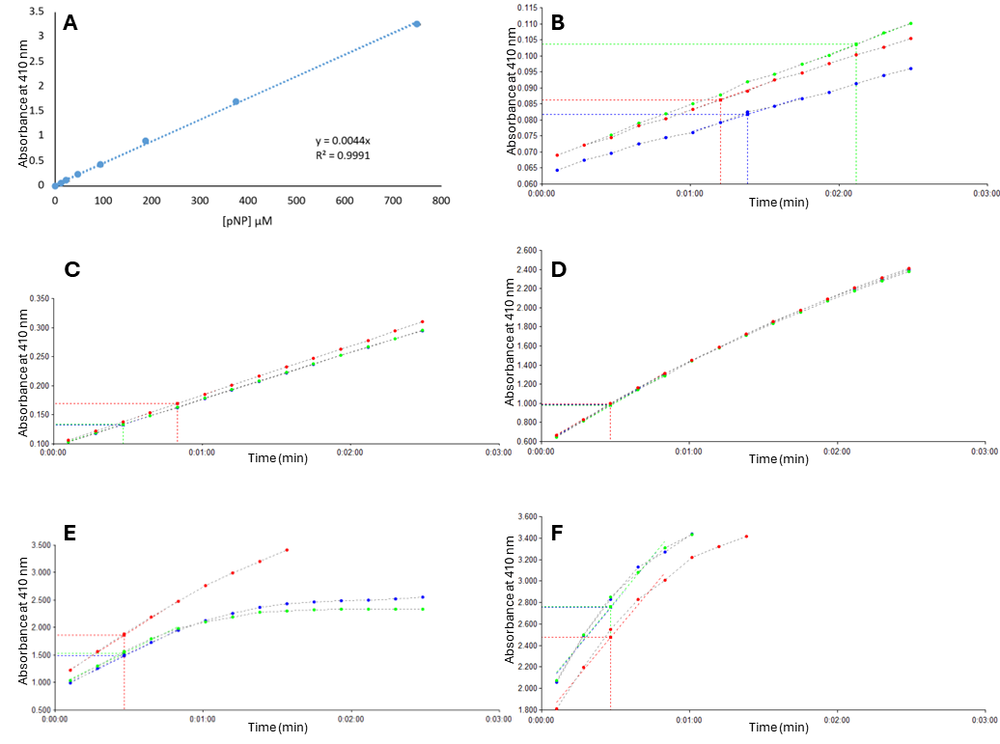 A
Absorbance at 410 nm
3.5
3
2.5
2
1.5
1
0.5
0
y = 0.0044x
R² = 0.9991
0 100 200 300 400 500 600 700 800
[pNP] µM
B
Absorbance at 410 nm
0.115
0.110
0.105
0.100
0.095
0.090
0.085
0.080
0.075
0.070
0.065
0.060
0:00:00 0:01:00 0:02:00 0:03:00
Time (min)
C
Absorbance at 410 nm
0.350
0.300
0.250
0.200
0.150
0.100
0:00:00 0:01:00 0:02:00 0:03:00
Time (min)
D
Absorbance at 410 nm
2.600
2.400
2.200
2.000
1.800
1.600
1.400
1.200
1.000
0.800
0.600
0:00:00 0:01:00 0:02:00 0:03:00
Time (min)
E
Absorbance at 410 nm
3.500
3.000
2.500
2.000
1.500
1.000
0.500
0:00:00 0:01:00 0:02:00 0:03:00
Time (min)
F
Absorbance at 410 nm
3.600
3.400
3.200
3.000
2.800
2.600
2.400
2.200
2.000
1.800
0:00:00 0:01:00 0:02:00 0:03:00
Time (min)